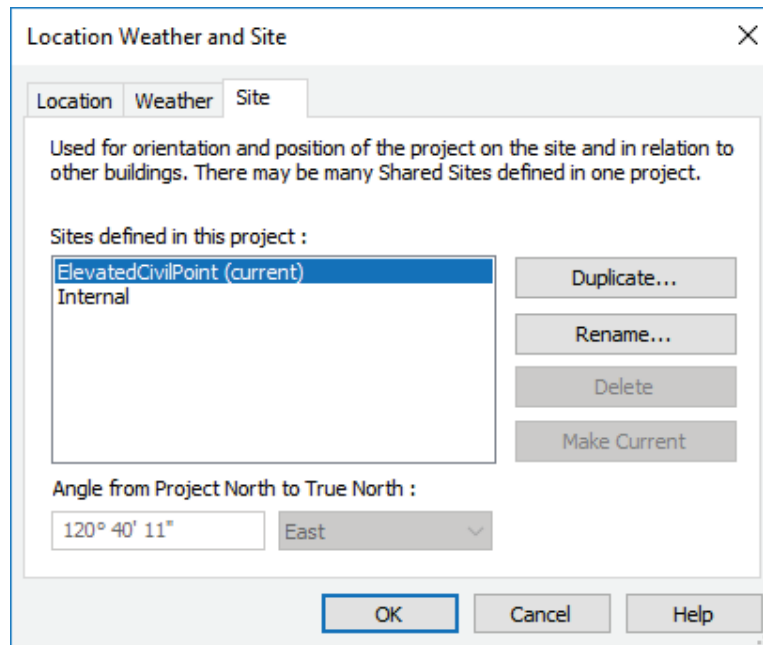 Location Weather and Site
Location Weather Site
Used for orientation and position of the project on the site and in relation to
other buildings. There may be many Shared Sites defined in one project.
Sites defined in this project :
ElevatedCivilPoint (current)
Internal
Duplicate...
Rename...
Delete
Make Current
Angle from Project North to True North :
120° 40' 11" East
OK Cancel Help